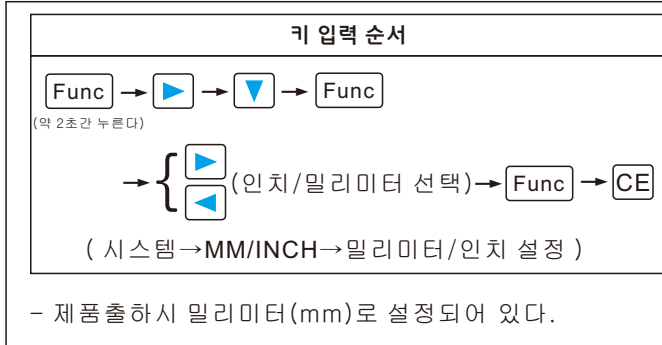 키 입력 순서
Func → ▶ → ▼ → Func
(약 2초간 누른다)
→ { ▶ ◀ (인치/밀리미터 선택) → Func → CE
( 시스템→MM/INCH→밀리미터/인치 설정 )
– 제품출하시 밀리미터(mm)로 설정되어 있다.